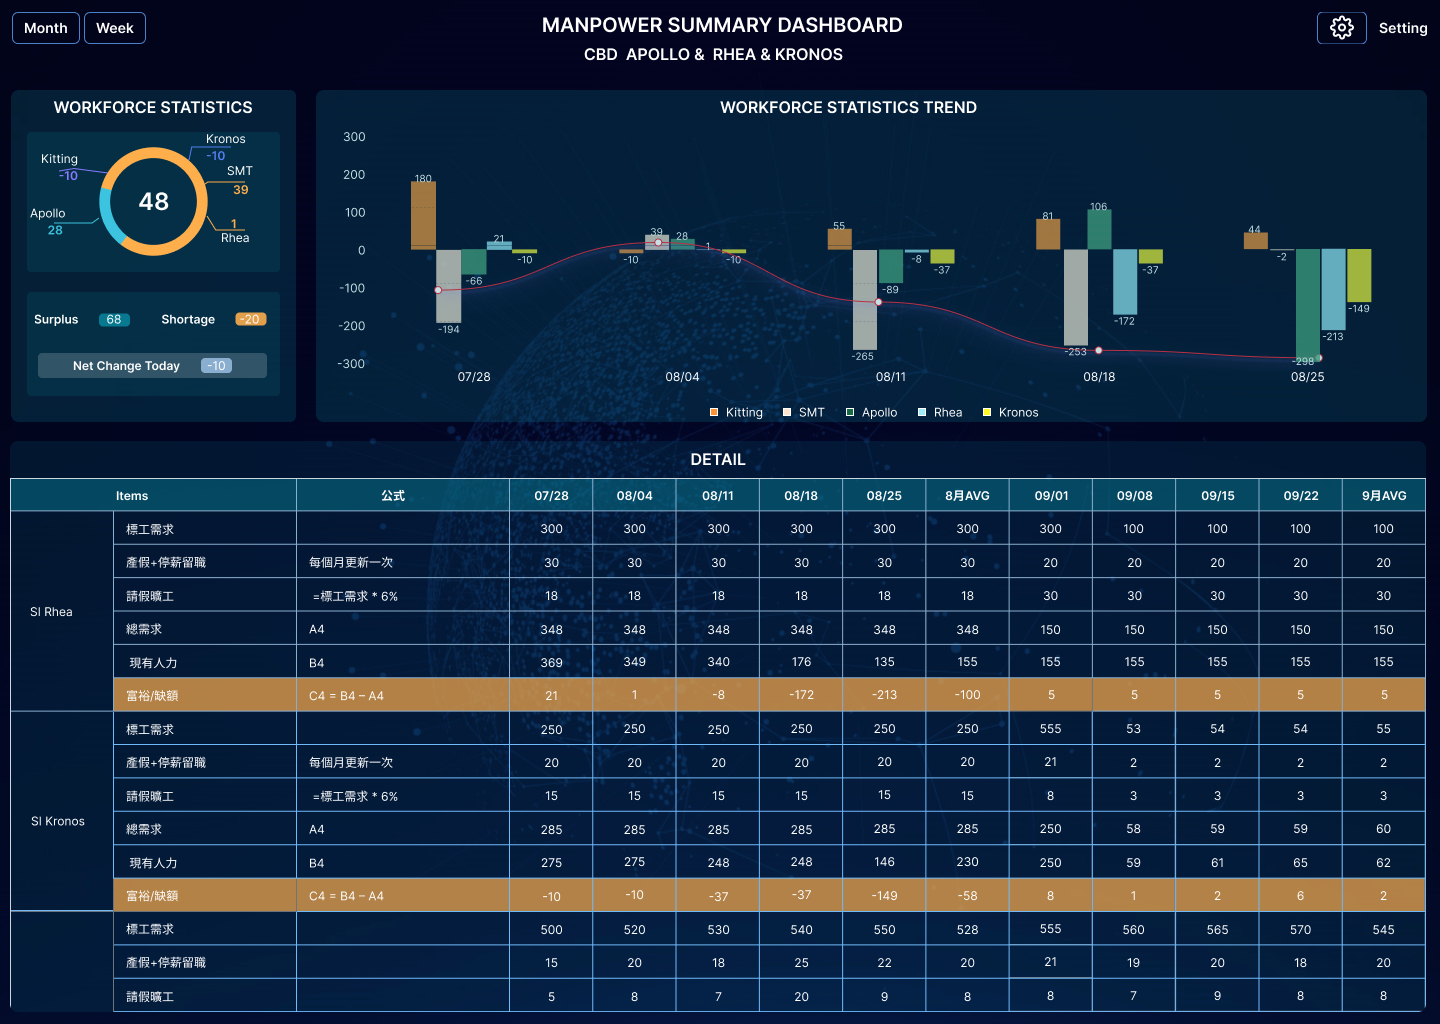 Month Week
MANPOWER SUMMARY DASHBOARD
Setting
CBD APOLLO & RHEA & KRONOS
WORKFORCE STATISTICS
Kronos
-10
Kitting
-10
SMT
39
48
Apollo
28
1
Rhea
Surplus 68 Shortage -20
Net Change Today -10
WORKFORCE STATISTICS TREND
300
200
100
0
-100
-200
-300
180
-194
-66
21
-10
-10
39
28
1
-10
55
-265
-89
-8
-37
81
-253
106
-172
-37
44
-2
-298
-213
-149
07/28 08/04 08/11 08/18 08/25
Kitting SMT Apollo Rhea Kronos
DETAIL
Items 公式 07/28 08/04 08/11 08/18 08/25 8月AVG 09/01 09/08 09/15 09/22 9月AVG
SI Rhea
標工需求 300 300 300 300 300 300 300 100 100 100 100
產假+停薪留職 每個月更新一次 30 30 30 30 30 30 20 20 20 20 20
請假曠工 =標工需求 * 6% 18 18 18 18 18 18 30 30 30 30 30
總需求 A4 348 348 348 348 348 348 150 150 150 150 150
現有人力 B4 369 349 340 176 135 155 155 155 155 155 155
富裕/缺額 C4 = B4 – A4 21 1 -8 -172 -213 -100 5 5 5 5 5
SI Kronos
標工需求 250 250 250 250 250 250 555 53 54 54 55
產假+停薪留職 每個月更新一次 20 20 20 20 20 20 21 2 2 2 2
請假曠工 =標工需求 * 6% 15 15 15 15 15 15 8 3 3 3 3
總需求 A4 285 285 285 285 285 285 250 58 59 59 60
現有人力 B4 275 275 248 248 146 230 250 59 61 65 62
富裕/缺額 C4 = B4 – A4 -10 -10 -37 -37 -149 -58 8 1 2 6 2
標工需求 500 520 530 540 550 528 555 560 565 570 545
產假+停薪留職 15 20 18 25 22 20 21 19 20 18 20
請假曠工 5 8 7 20 9 8 8 7 9 8 8